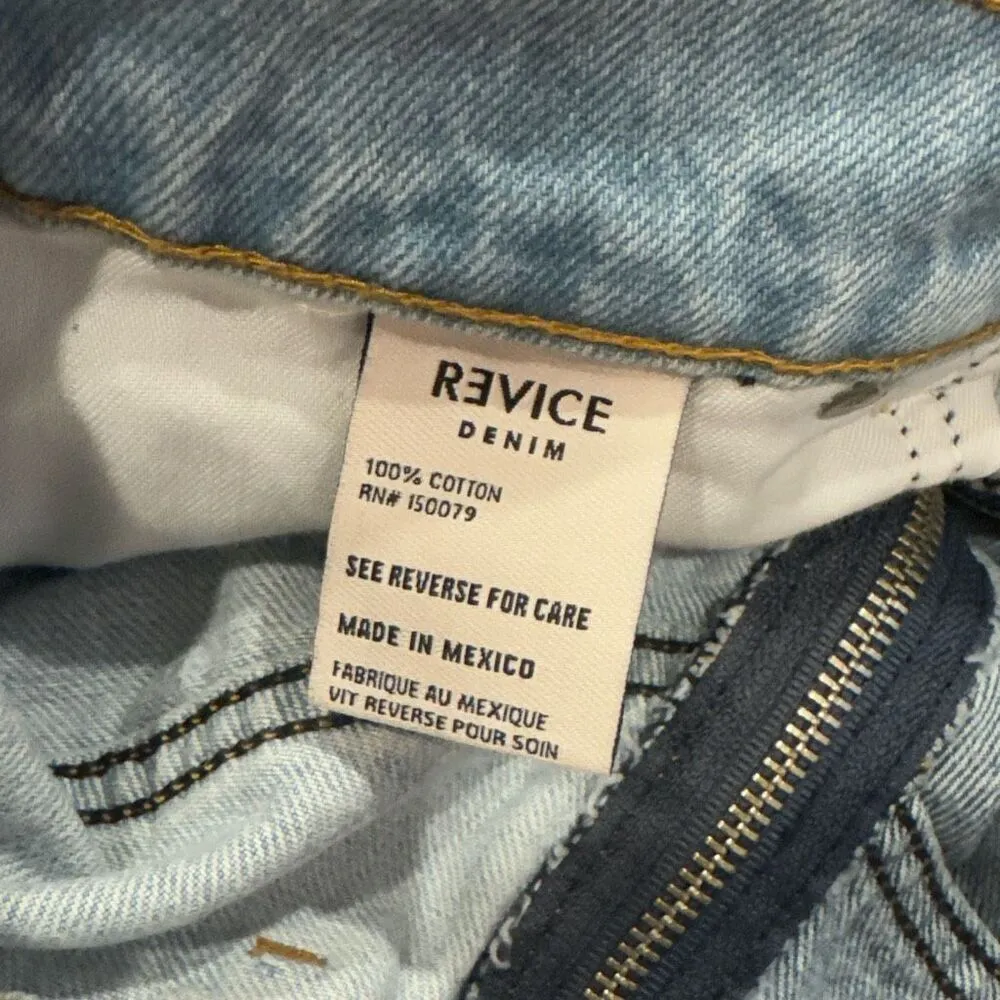 RƎVICE
DENIM
100% COTTON
RN# 150079
SEE REVERSE FOR CARE
MADE IN MEXICO
FABRIQUE AU MEXIQUE
VIT REVERSE POUR SOIN